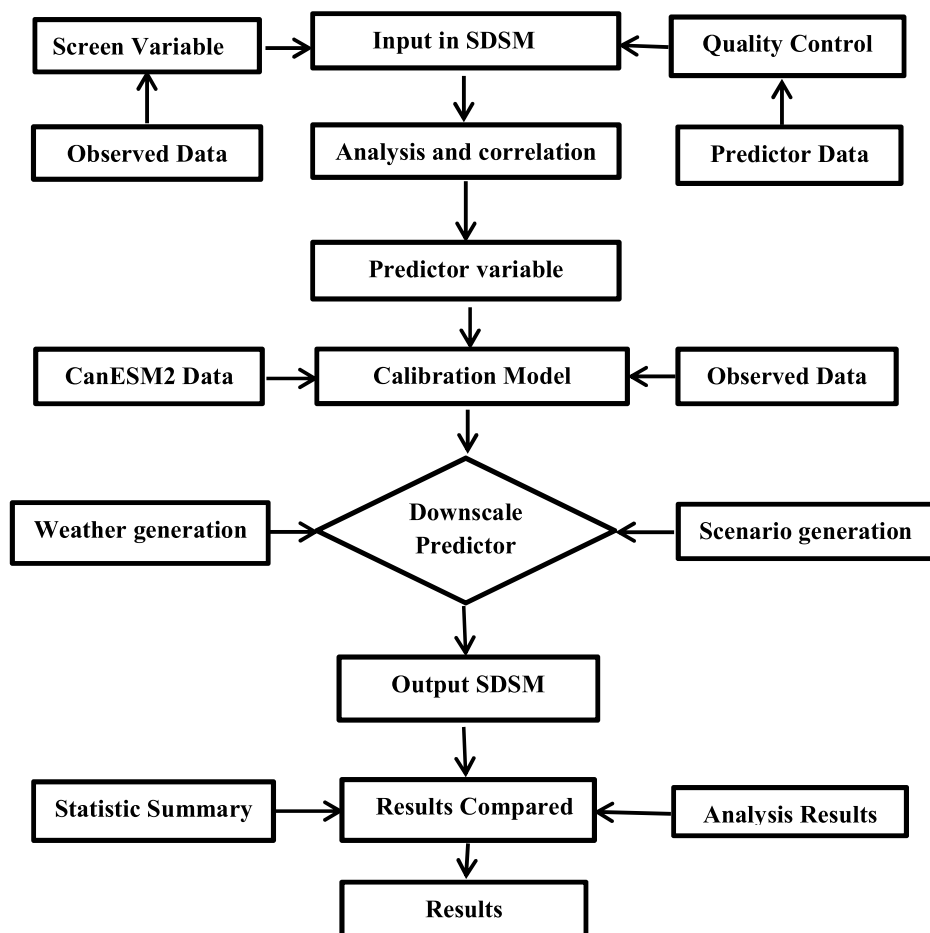 Screen Variable
Input in SDSM
Quality Control
Observed Data
Analysis and correlation
Predictor Data
Predictor variable
CanESM2 Data
Calibration Model
Observed Data
Weather generation
Downscale
Predictor
Scenario generation
Output SDSM
Statistic Summary
Results Compared
Analysis Results
Results